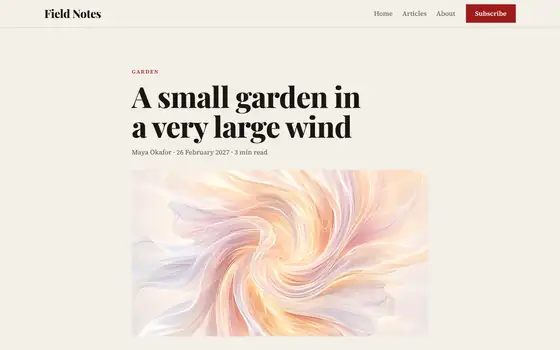 Field Notes
Home Articles About Subscribe
GARDEN
A small garden in
a very large wind
Maya Okafor · 26 February 2027 · 3 min read